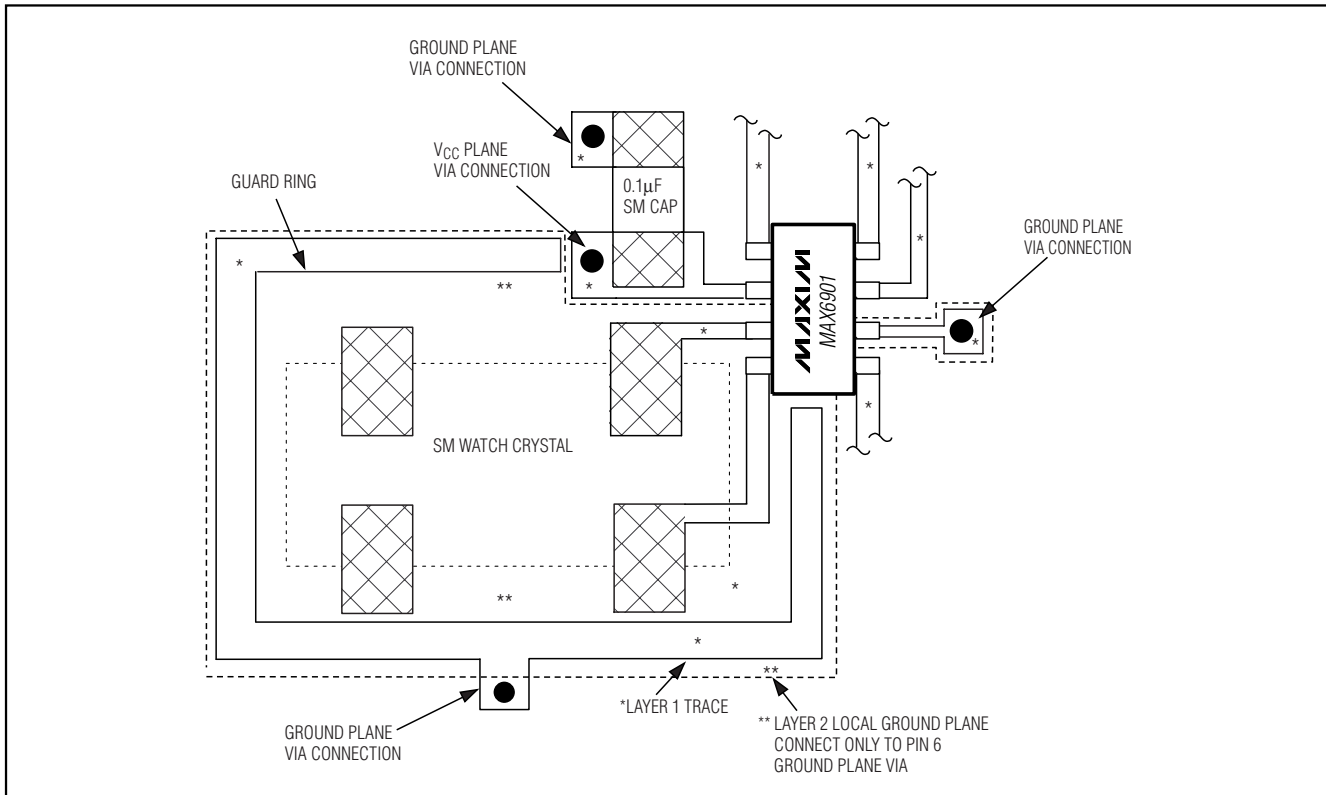 GROUND PLANE
VIA CONNECTION
VCC PLANE
VIA CONNECTION
GUARD RING
*
0.1µF
SM CAP
*
*
*
GROUND PLANE
VIA CONNECTION
*
**
*
MAXIM
MAX6901
*
*
*
SM WATCH CRYSTAL
**
*
*
**
GROUND PLANE
VIA CONNECTION
*LAYER 1 TRACE
** LAYER 2 LOCAL GROUND PLANE
CONNECT ONLY TO PIN 6
GROUND PLANE VIA